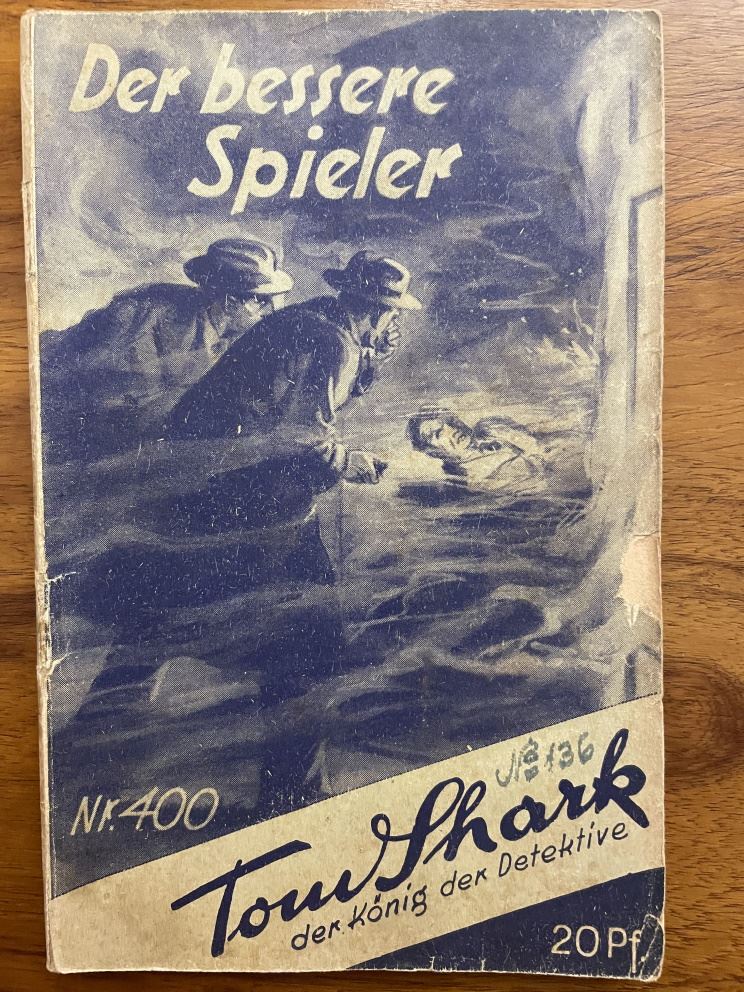 Der bessere
Spieler
Nr. 400
No 136
Tom Shark
der König der Detektive
20 Pf.